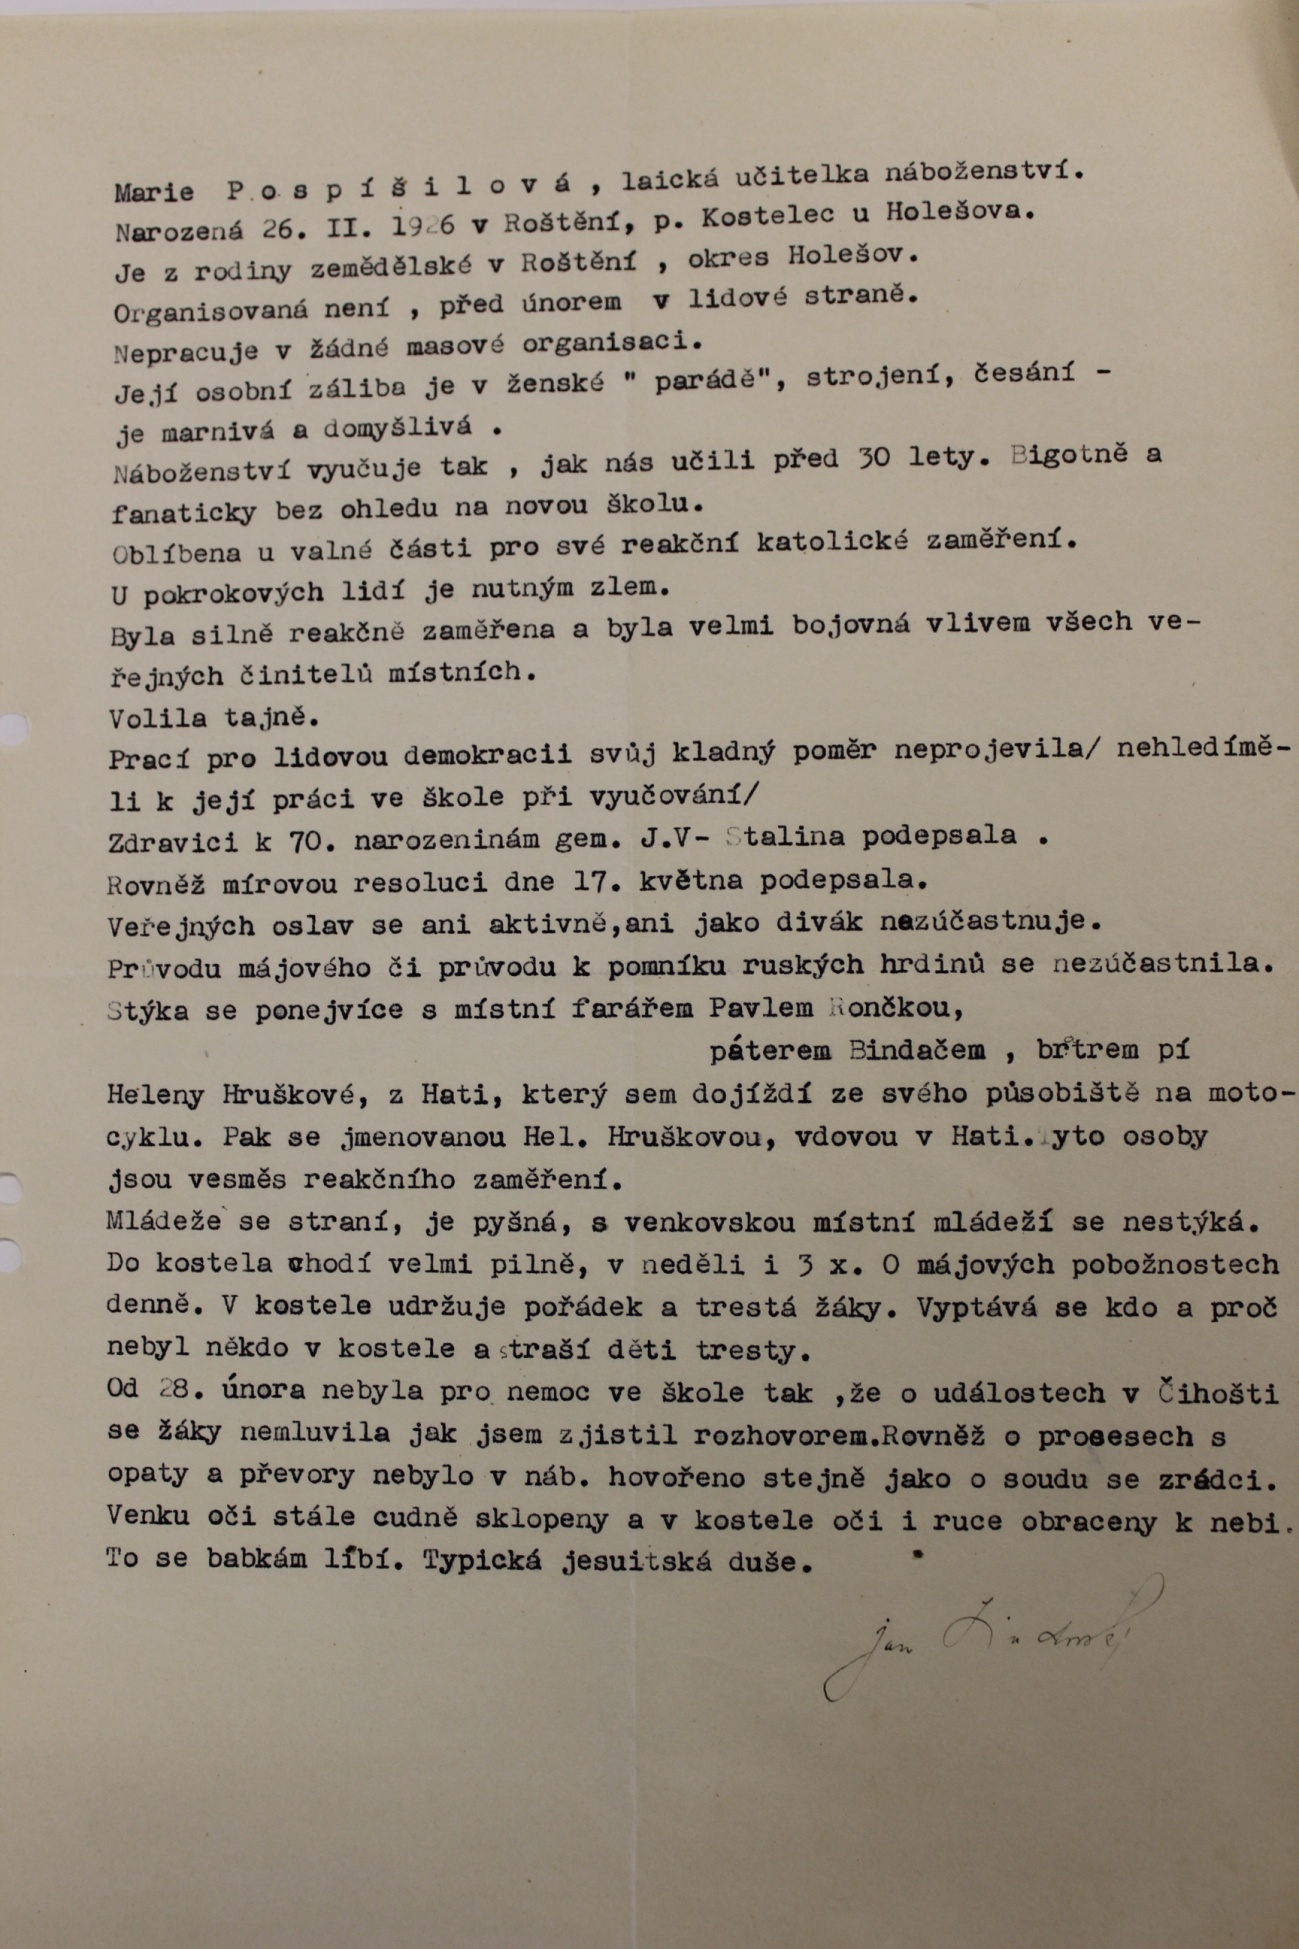 Marie P o s p í š i l o v á , laická učitelka náboženství.
Narozená 26. II. 1926 v Roštění, p. Kostelec u Holešova.
Je z rodiny zemědělské v Roštění , okres Holešov.
Organisovaná není , před únorem v lidové straně.
Nepracuje v žádné masové organisaci.
Její osobní záliba je v ženské " parádě", strojení, česání -
je marnivá a domyšlivá .
Náboženství vyučuje tak , jak nás učili před 30 lety. Bigotně a
fanaticky bez ohledu na novou školu.
Oblíbena u valné části pro své reakční katolické zaměření.
U pokrokových lidí je nutným zlem.
Byla silně reakčně zaměřena a byla velmi bojovná vlivem všech ve-
řejných činitelů místních.
Volila tajně.
Prací pro lidovou demokracii svůj kladný poměr neprojevila/ nehledímě-
li k její práci ve škole při vyučování/
Zdravici k 70. narozeninám gem. J.V- Stalina podepsala .
Rovněž mírovou resoluci dne 17. května podepsala.
Veřejných oslav se ani aktivně,ani jako divák nezúčastnuje.
Průvodu májového či průvodu k pomníku ruských hrdinů se nezúčastnila.
Stýka se ponejvíce s místní farářem Pavlem Rončkou,
páterem Bindačem , bratrem pí
Heleny Hruškové, z Hati, který sem dojíždí ze svého působiště na moto-
cyklu. Pak se jmenovanou Hel. Hruškovou, vdovou v Hati. Tyto osoby
jsou vesměs reakčního zaměření.
Mládeže se straní, je pyšná, s venkovskou místní mládeží se nestýká.
Do kostela chodí velmi pilně, v neděli i 3 x. O májových pobožnostech
denně. V kostele udržuje pořádek a trestá žáky. Vyptává se kdo a proč
nebyl někdo v kostele a straší děti tresty.
Od 28. února nebyla pro nemoc ve škole tak ,že o událostech v Čihošti
se žáky nemluvila jak jsem zjistil rozhovorem.Rovněž o procesech s
opaty a převory nebylo v náb. hovořeno stejně jako o soudu se zrádci.
Venku oči stále cudně sklopeny a v kostele oči i ruce obraceny k nebi.
To se babkám líbí. Typická jesuitská duše.
Jan